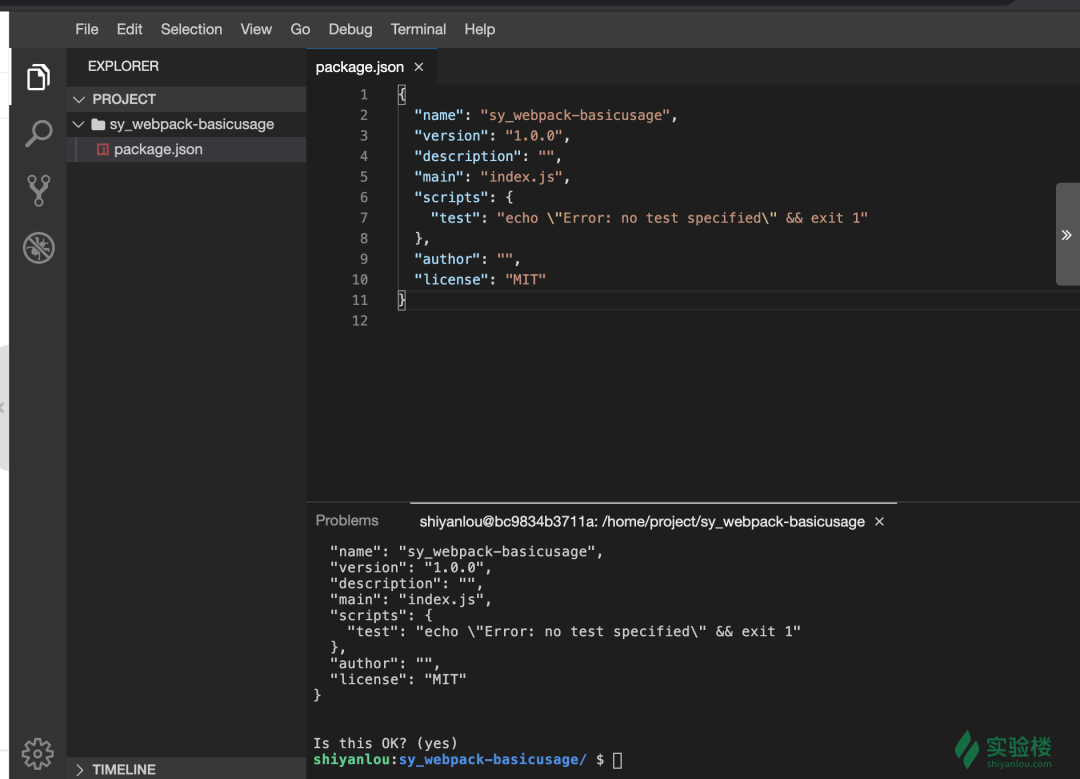 File Edit Selection View Go Debug Terminal Help
EXPLORER
PROJECT
sy_webpack-basicusage
package.json
package.json ×
1 {
2 "name": "sy_webpack-basicusage",
3 "version": "1.0.0",
4 "description": "",
5 "main": "index.js",
6 "scripts": {
7 "test": "echo \"Error: no test specified\" && exit 1"
8 },
9 "author": "",
10 "license": "MIT"
11 }
12
Problems shiyanlou@bc9834b3711a: /home/project/sy_webpack-basicusage ×
"name": "sy_webpack-basicusage",
"version": "1.0.0",
"description": "",
"main": "index.js",
"scripts": {
"test": "echo \"Error: no test specified\" && exit 1"
},
"author": "",
"license": "MIT"
}
Is this OK? (yes)
shiyanlou:sy_webpack-basicusage/ $
TIMELINE
实验楼
shiyanlou.com